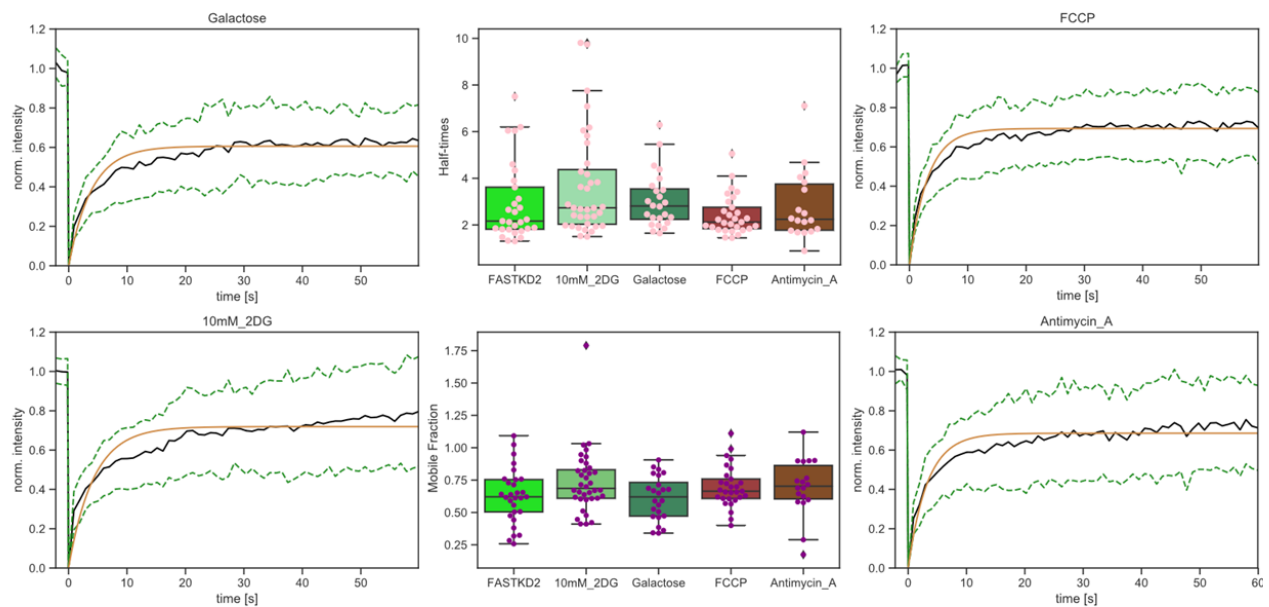 Galactose
1.2
1.0
0.8
0.6
0.4
0.2
0.0
norm. intensity
0 10 20 30 40 50
time [s]
10
8
6
4
2
Half-times
FASTKD2 10mM_2DG Galactose FCCP Antimycin_A
FCCP
1.2
1.0
0.8
0.6
0.4
0.2
0.0
norm. intensity
0 10 20 30 40 50 60
time [s]
10mM_2DG
1.2
1.0
0.8
0.6
0.4
0.2
0.0
norm. intensity
0 10 20 30 40 50
time [s]
1.75
1.50
1.25
1.00
0.75
0.50
0.25
Mobile Fraction
FASTKD2 10mM_2DG Galactose FCCP Antimycin_A
Antimycin_A
1.2
1.0
0.8
0.6
0.4
0.2
0.0
norm. intensity
0 10 20 30 40 50 60
time [s]